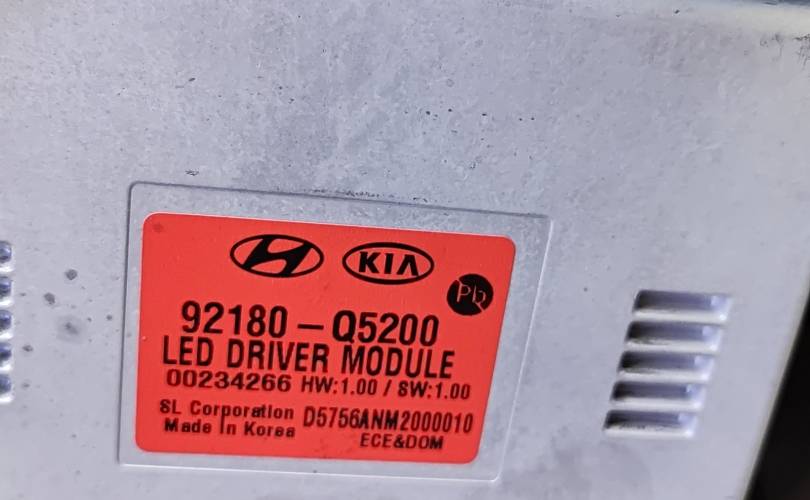 KIA
92180-Q5200
LED DRIVER MODULE
00234266 HW:1.00 / SW:1.00
SL Corporation D5756ANM2000010
Made In Korea ECE&DOM